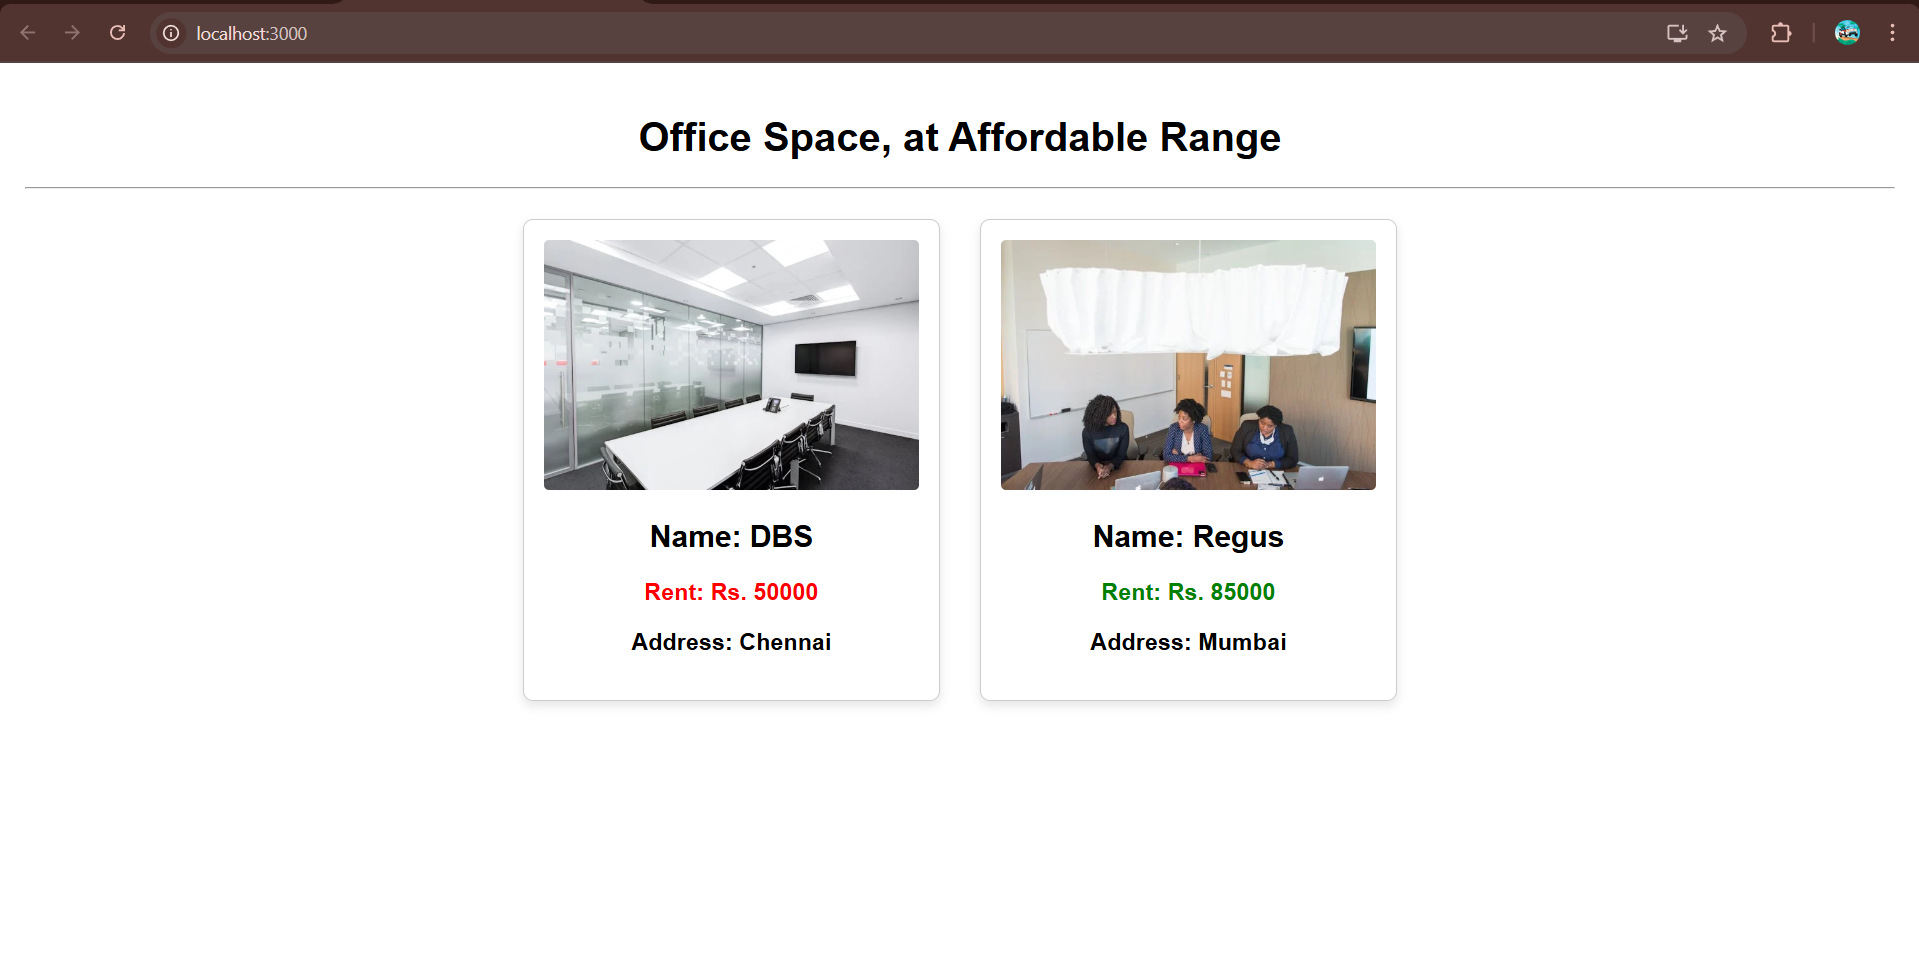 localhost:3000
Office Space, at Affordable Range
Name: DBS
Rent: Rs. 50000
Address: Chennai
Name: Regus
Rent: Rs. 85000
Address: Mumbai